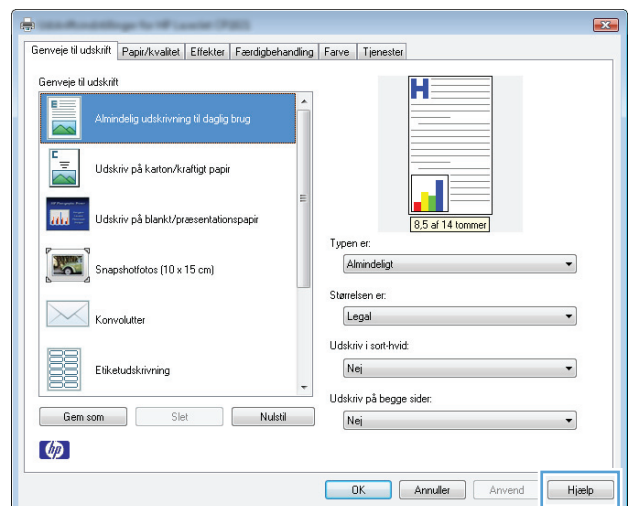 Genveje til udskrift Papir/kvalitet Effekter Færdigbehandling Farve Tjenester
Genveje til udskrift
Almindelig udskrivning til daglig brug
Udskriv på karton/kraftigt papir
Udskriv på blankt/præsentationspapir
Snapshotfotos (10 x 15 cm)
Konvolutter
Etiketudskrivning
Gem som Slet Nulstil
H
8,5 af 14 tommer
Typen er:
Almindeligt
Størrelsen er:
Legal
Udskriv i sort-hvid:
Nej
Udskriv på begge sider:
Nej
hp
OK Annuller Anvend Hjælp